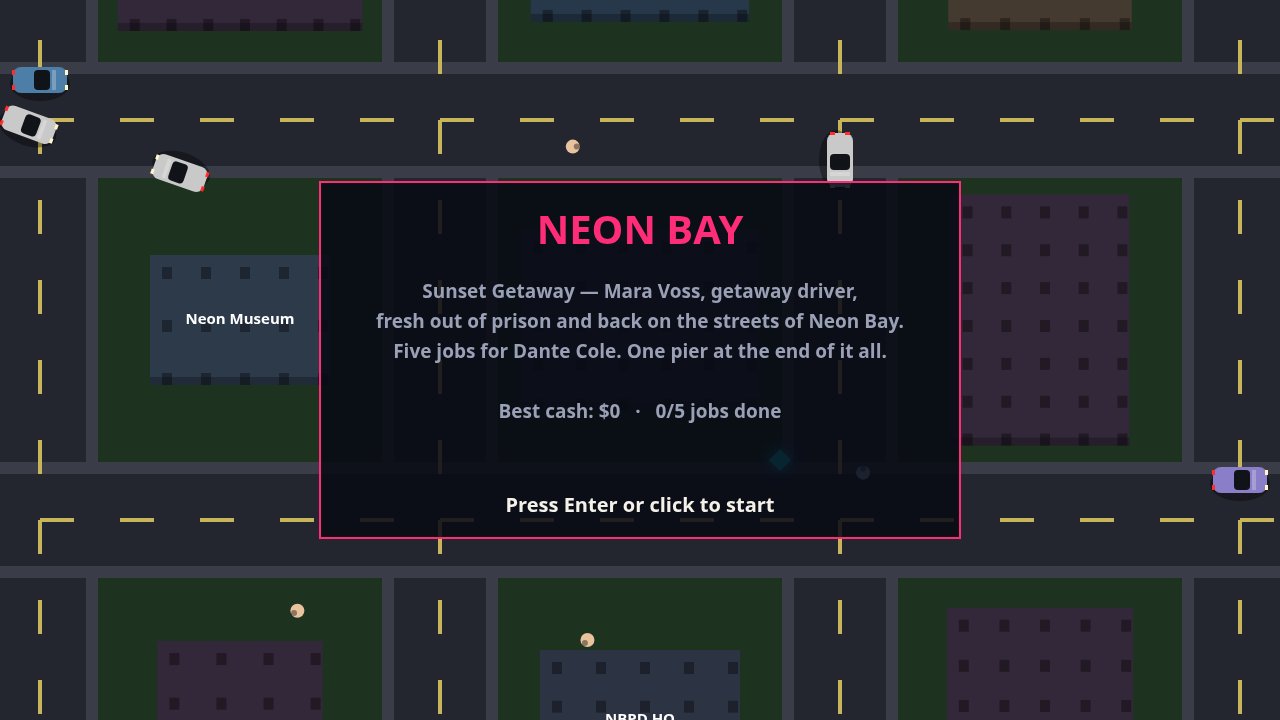 NEON BAY
Sunset Getaway — Mara Voss, getaway driver,
fresh out of prison and back on the streets of Neon Bay.
Five jobs for Dante Cole. One pier at the end of it all.
Best cash: $0 · 0/5 jobs done
Press Enter or click to start
Neon Museum
NBPD HQ